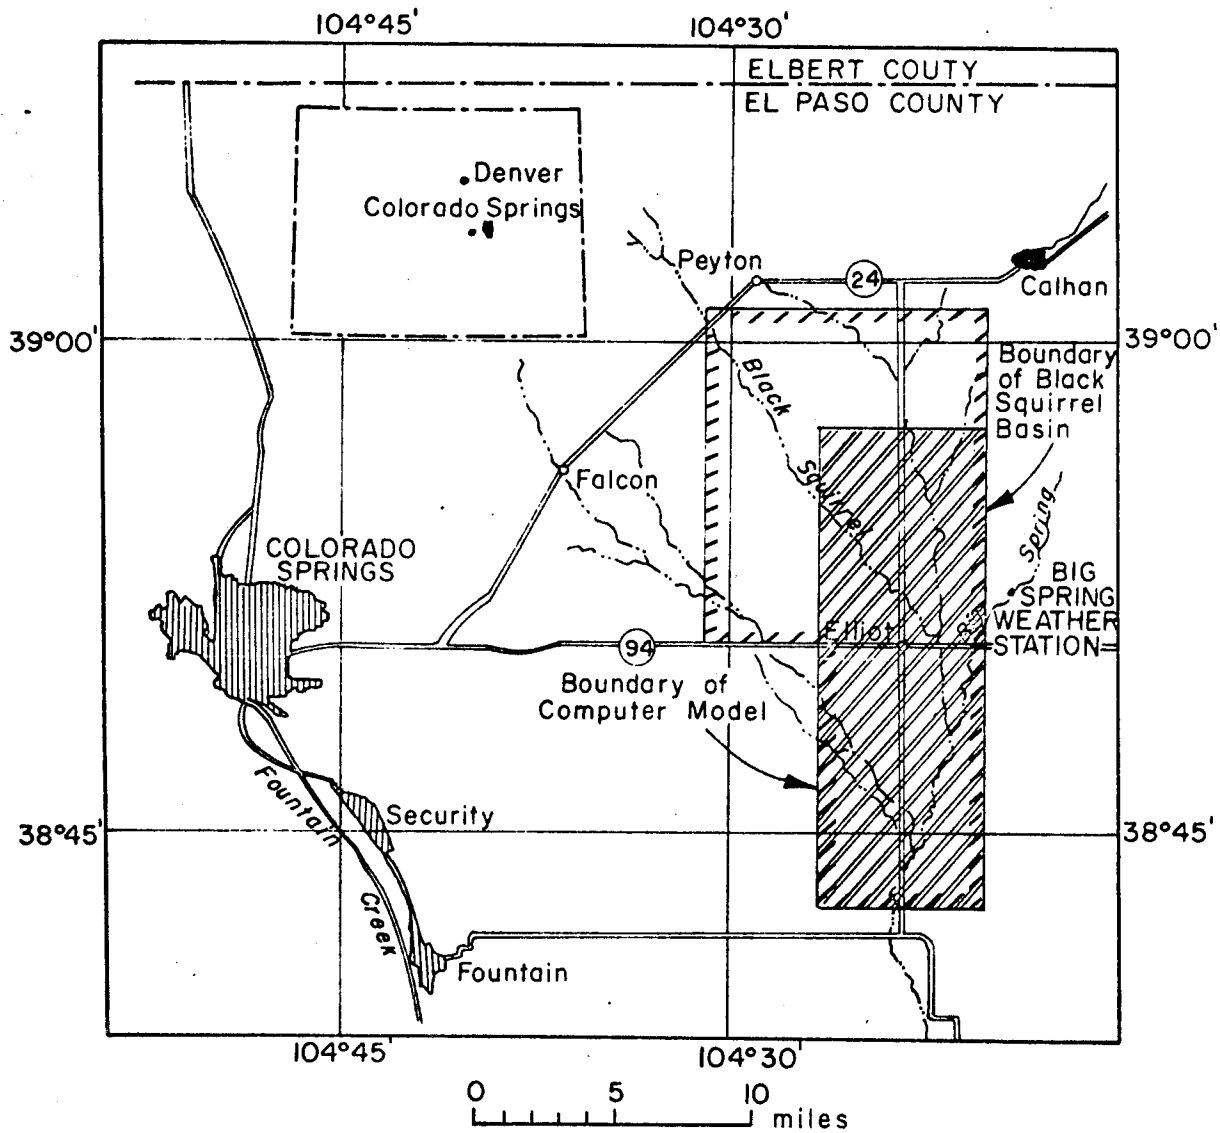 104°45'
104°30'
ELBERT COUTY
EL PASO COUNTY
Denver
Colorado Springs
Peyton
24
Calhan
39°00'
39°00'
Boundary
of Black
Squirrel
Basin
Black
Squirrel
Falcon
Spring
COLORADO
SPRINGS
BIG
SPRING
WEATHER
STATION
Big
Elliot
94
Boundary of
Computer Model
Fountain
Security
38°45'
38°45'
Creek
Fountain
104°45'
104°30'
0 5 10
miles